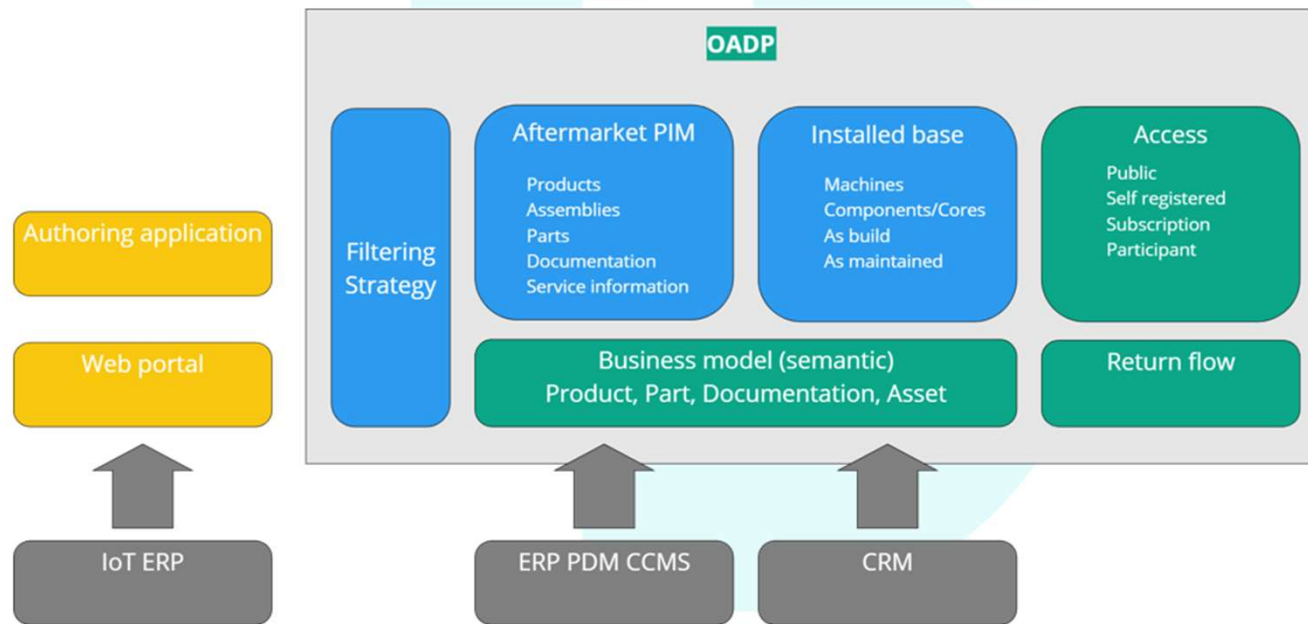 OADP
Authoring application
Web portal
Filtering
Strategy
Aftermarket PIM
Products
Assemblies
Parts
Documentation
Service information
Installed base
Machines
Components/Cores
As build
As maintained
Access
Public
Self registered
Subscription
Participant
Business model (semantic)
Product, Part, Documentation, Asset
Return flow
IoT ERP
ERP PDM CCMS
CRM